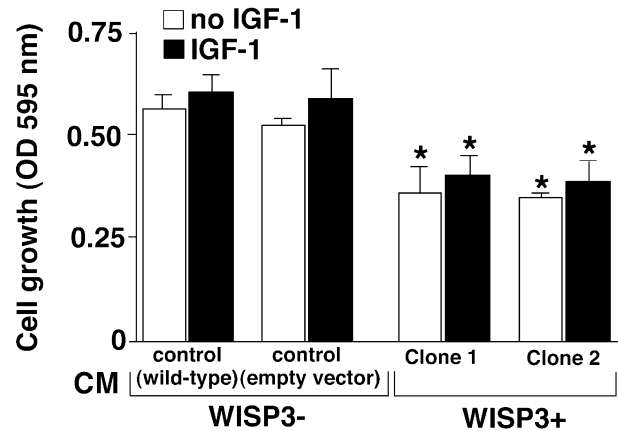 no IGF-1
IGF-1
Cell growth (OD 595 nm)
0.75
0.50
0.25
0
* * * *
control control Clone 1 Clone 2
CM (wild-type)(empty vector)
WISP3- WISP3+